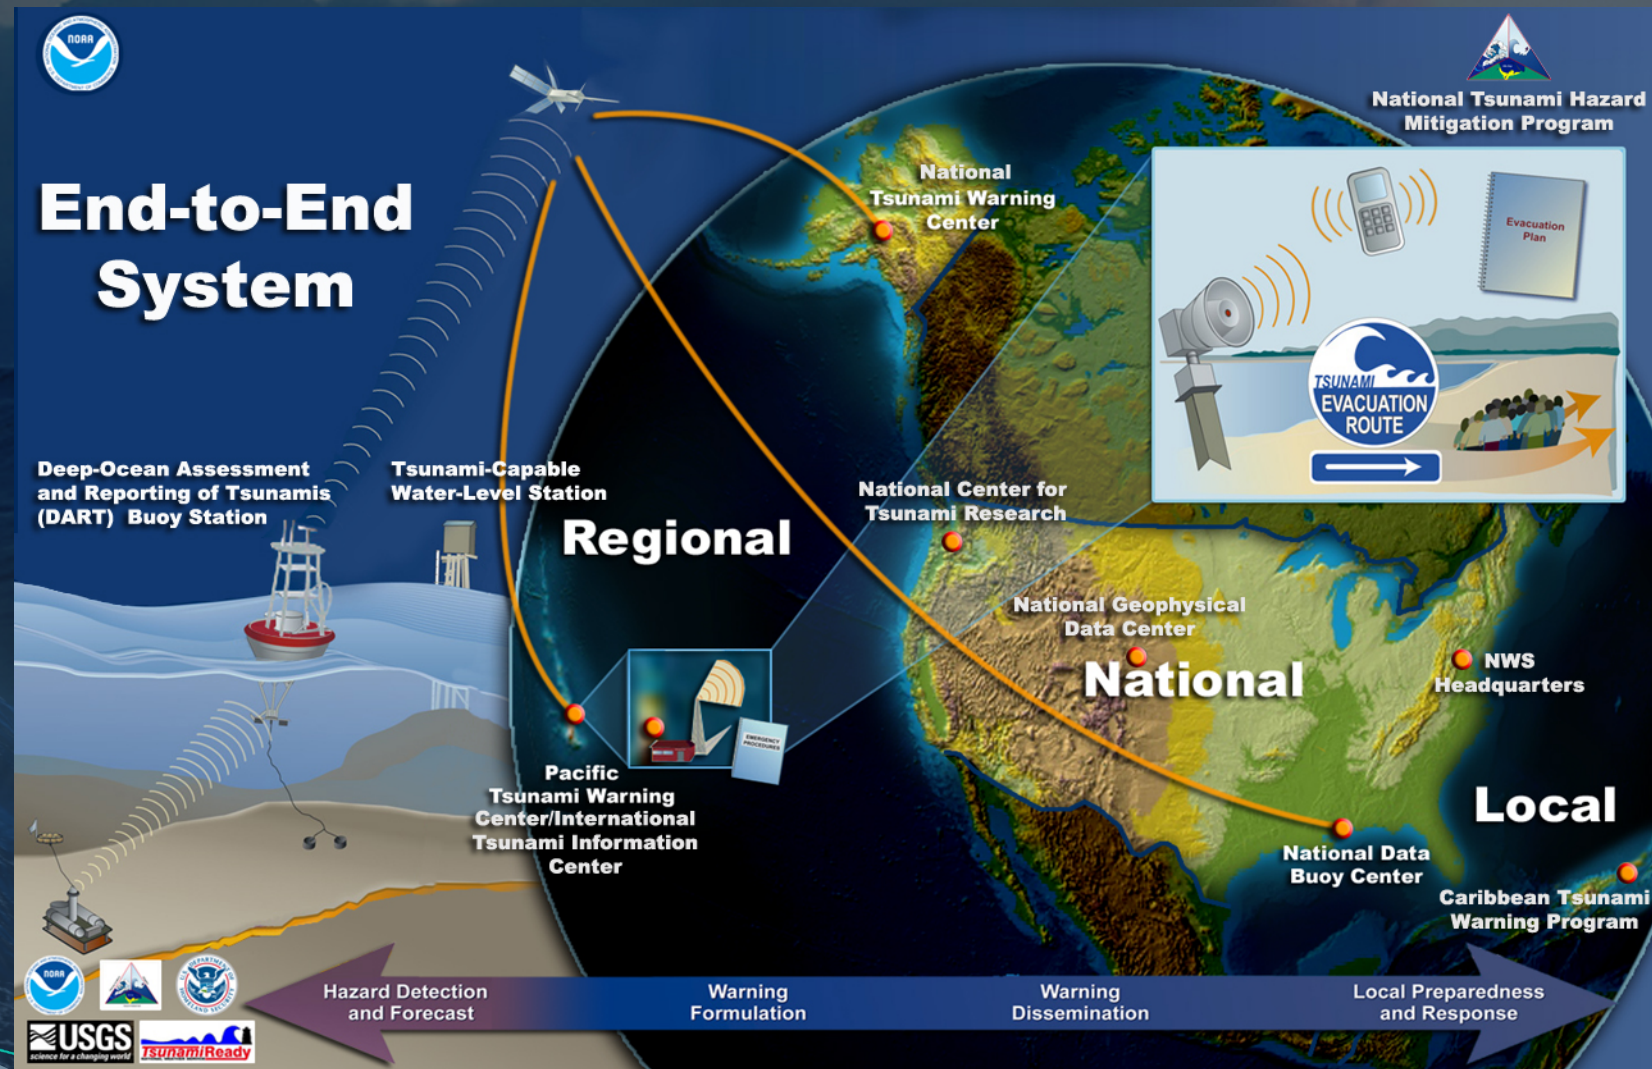 NOAA
End-to-End
System
National Tsunami Hazard
Mitigation Program
National
Tsunami Warning
Center
Evacuation
Plan
TSUNAMI
EVACUATION
ROUTE
Deep-Ocean Assessment
and Reporting of Tsunamis
(DART) Buoy Station
Tsunami-Capable
Water-Level Station
Regional
National Center for
Tsunami Research
National Geophysical
Data Center
National
NWS
Headquarters
EMERGENCY
PROCEDURES
Pacific
Tsunami Warning
Center/International
Tsunami Information
Center
Local
National Data
Buoy Center
Caribbean Tsunami
Warning Program
Hazard Detection
and Forecast
Warning
Formulation
Warning
Dissemination
Local Preparedness
and Response
NOAA
U.S. DEPARTMENT OF
HOMELAND SECURITY
USGS
science for a changing world
TsunamiReady